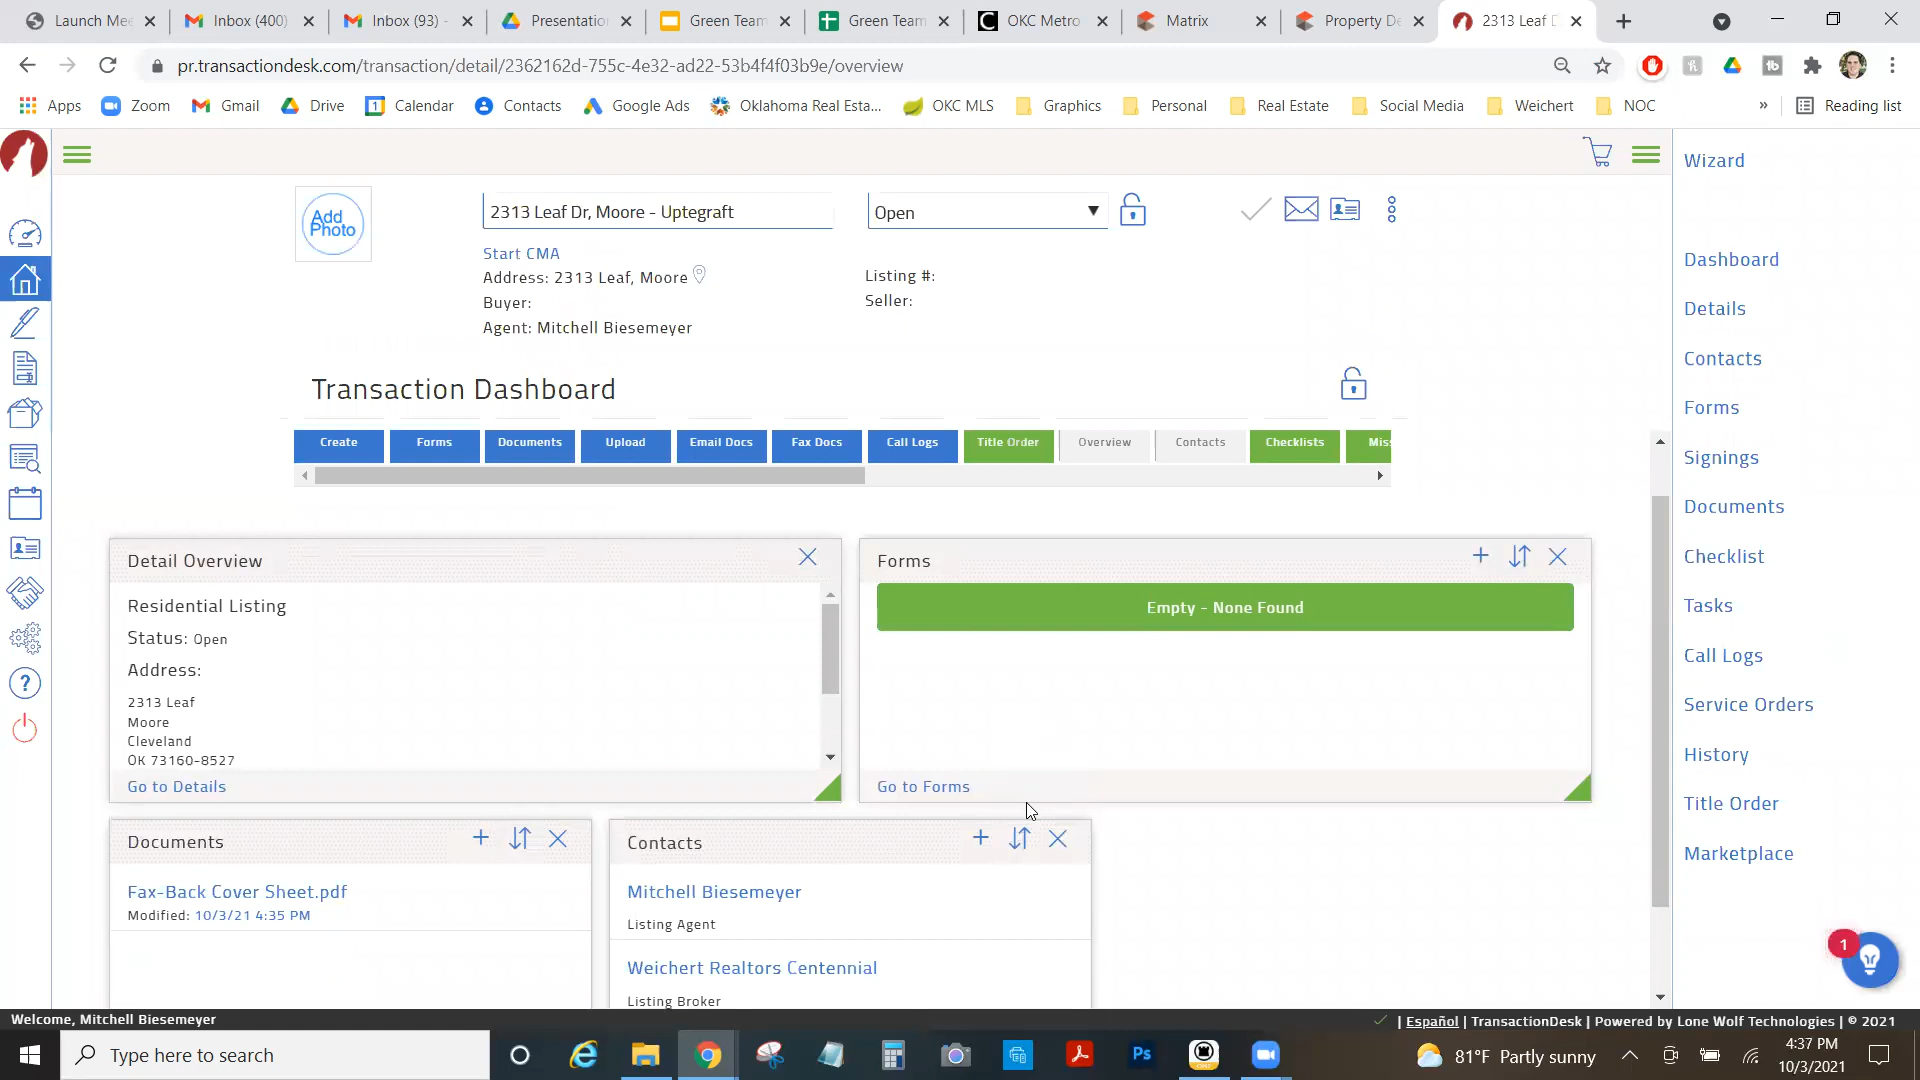 Launch Me
Inbox (400)
Inbox (93) -
Presentatio
Green Team
Green Team
OKC Metro
Matrix
Property De
2313 Leaf D
pr.transactiondesk.com/transaction/detail/2362162d-755c-4e32-ad22-53b4f4f03b9e/overview
Apps
Zoom
Gmail
Drive
Calendar
Contacts
Google Ads
Oklahoma Real Esta...
OKC MLS
Graphics
Personal
Real Estate
Social Media
Weichert
NOC
»
Reading list
Add Photo
2313 Leaf Dr, Moore - Uptegraft
Open
Start CMA
Address: 2313 Leaf, Moore
Buyer:
Agent: Mitchell Biesemeyer
Listing #:
Seller:
Transaction Dashboard
Create
Forms
Documents
Upload
Email Docs
Fax Docs
Call Logs
Title Order
Overview
Contacts
Checklists
Miss
Detail Overview
Residential Listing
Status: Open
Address:
2313 Leaf
Moore
Cleveland
OK 73160-8527
Go to Details
Forms
Empty - None Found
Go to Forms
Documents
Fax-Back Cover Sheet.pdf
Modified: 10/3/21 4:35 PM
Contacts
Mitchell Biesemeyer
Listing Agent
Weichert Realtors Centennial
Listing Broker
Wizard
Dashboard
Details
Contacts
Forms
Signings
Documents
Checklist
Tasks
Call Logs
Service Orders
History
Title Order
Marketplace
1
Welcome, Mitchell Biesemeyer
| Español | TransactionDesk | Powered by Lone Wolf Technologies | © 2021
Type here to search
Ps
81°F Partly sunny
4:37 PM
10/3/2021